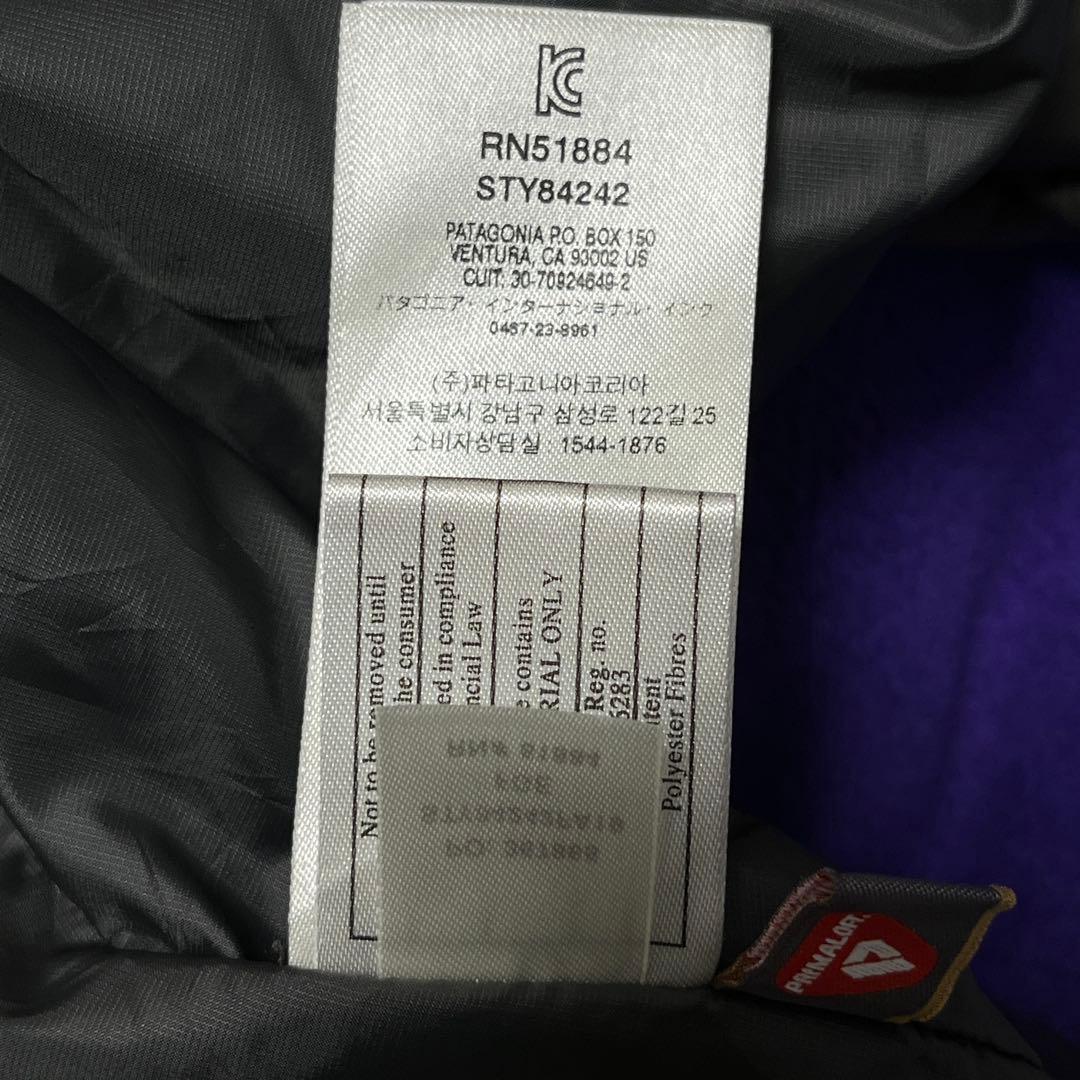 KC
RN51884
STY84242
PATAGONIA P.O. BOX 150
VENTURA, CA 93002 US
CUIT: 30-70924649-2
パタゴニア・インターナショナル・インク
0467-23-8961
(주)파타고니아코리아
서울특별시 강남구 삼성로 122길 25
소비자상담실 : 1544-1876
Not to be removed until
he consumer
ed in compliance
ncial Law
e contains
RIAL ONLY
Reg. no.
6283
tent
Polyester Fibres
PRIMALOFT